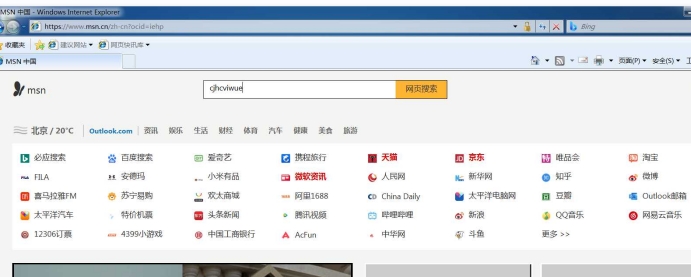 MSN 中国 - Windows Internet Explorer
https://www.msn.cn/zh-cn?ocid=iehp
Bing
收藏夹 建议网站 网页快讯库
MSN 中国
页面(P) 安全(S)
msn
cjhcviwue
网页搜索
北京 / 20°C Outlook.com 资讯 娱乐 生活 财经 体育 汽车 健康 美食 旅游
必应搜索 百度搜索 爱奇艺 携程旅行 天猫 京东 唯品会 淘宝
FILA 安德玛 小米有品 微软资讯 人民网 新华网 知乎 微博
喜马拉雅FM 苏宁易购 欢太商城 阿里1688 China Daily 太平洋电脑网 豆瓣 Outlook邮箱
太平洋汽车 特价机票 头条新闻 腾讯视频 哔哩哔哩 新浪 QQ音乐 网易云音乐
12306订票 4399小游戏 中国工商银行 AcFun 中华网 斗鱼 更多 >>